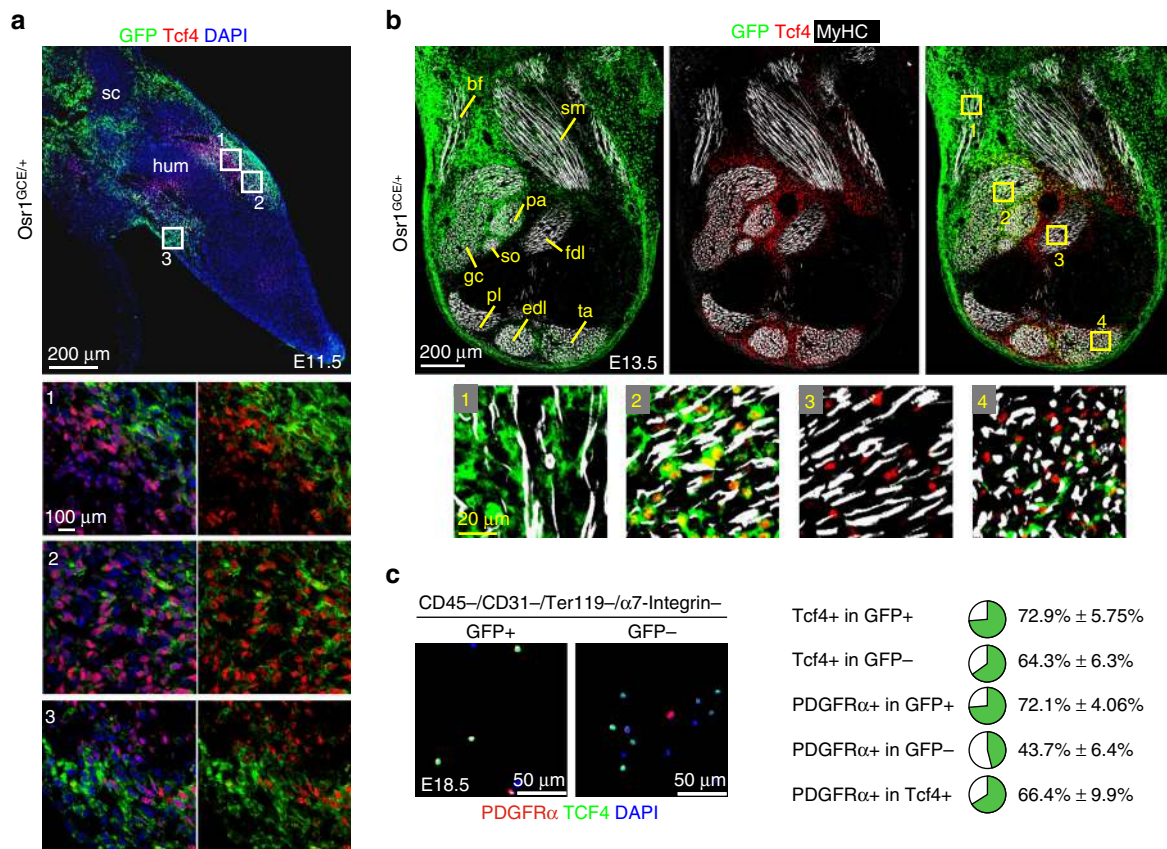 a
GFP Tcf4 DAPI
Osr1GCE/+
sc
hum
1
2
3
200 μm
E11.5
1
100 μm
2
3
b
GFP Tcf4 MyHC
Osr1GCE/+
bf
sm
pa
so
fdl
gc
pl
edl
ta
200 μm
E13.5
1
2
3
4
1
2
3
4
20 μm
c
CD45–/CD31–/Ter119–/α7-Integrin–
GFP+ GFP–
E18.5
50 μm
50 μm
PDGFRα TCF4 DAPI
Tcf4+ in GFP+ 72.9% ± 5.75%
Tcf4+ in GFP– 64.3% ± 6.3%
PDGFRα+ in GFP+ 72.1% ± 4.06%
PDGFRα+ in GFP– 43.7% ± 6.4%
PDGFRα+ in Tcf4+ 66.4% ± 9.9%